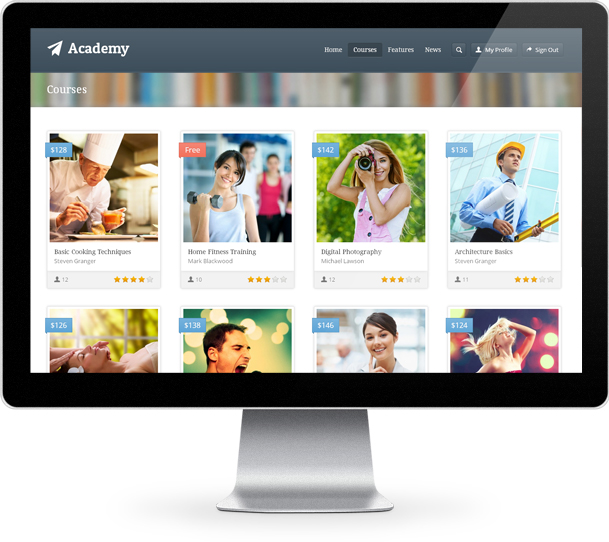 Academy
Home Courses Features News My Profile Sign Out
Courses
$128
Free
$142
$136
Basic Cooking Techniques
Steven Granger
12
Home Fitness Training
Mark Blackwood
10
Digital Photography
Michael Lawson
12
Architecture Basics
Steven Granger
11
$126
$138
$146
$124